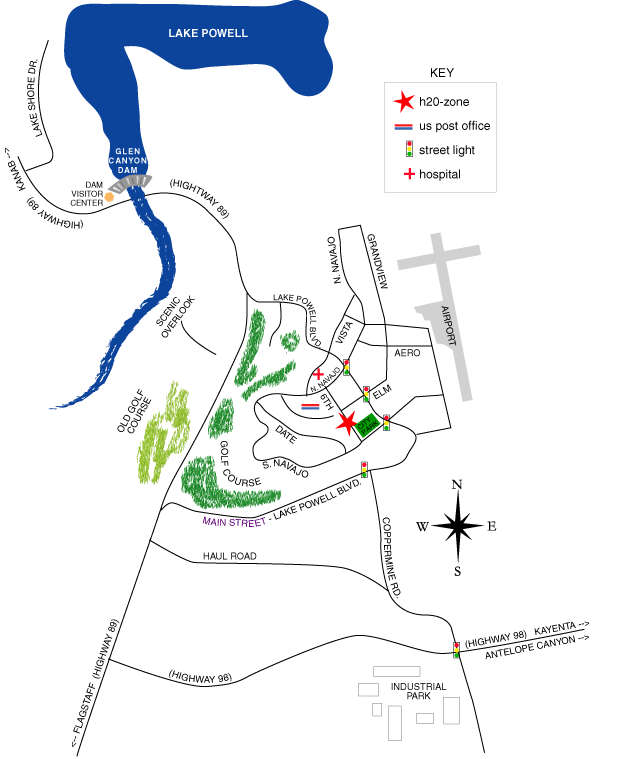 LAKE POWELL
KEY
h20-zone
us post office
street light
hospital
LAKE SHORE DR.
GLEN
CANYON
DAM
<-- KANAB
(HIGHWAY 89)
DAM
VISITOR
CENTER
(HIGHTWAY 89)
N. NAVAJO
GRANDVIEW
LAKE POWELL BLVD.
SCENIC
OVERLOOK
VISTA
AIRPORT
AERO
N. NAVAJO
ELM
6TH
OLD GOLF
COURSE
DATE
GOLF COURSE
S. NAVAJO
MAIN STREET - LAKE POWELL BLVD.
N
W
E
S
COPPERMINE RD.
HAUL ROAD
(HIGHWAY 98) KAYENTA -->
ANTELOPE CANYON -->
(HIGHWAY 98)
<-- FLAGSTAFF (HIGHWAY 89)
INDUSTRIAL
PARK